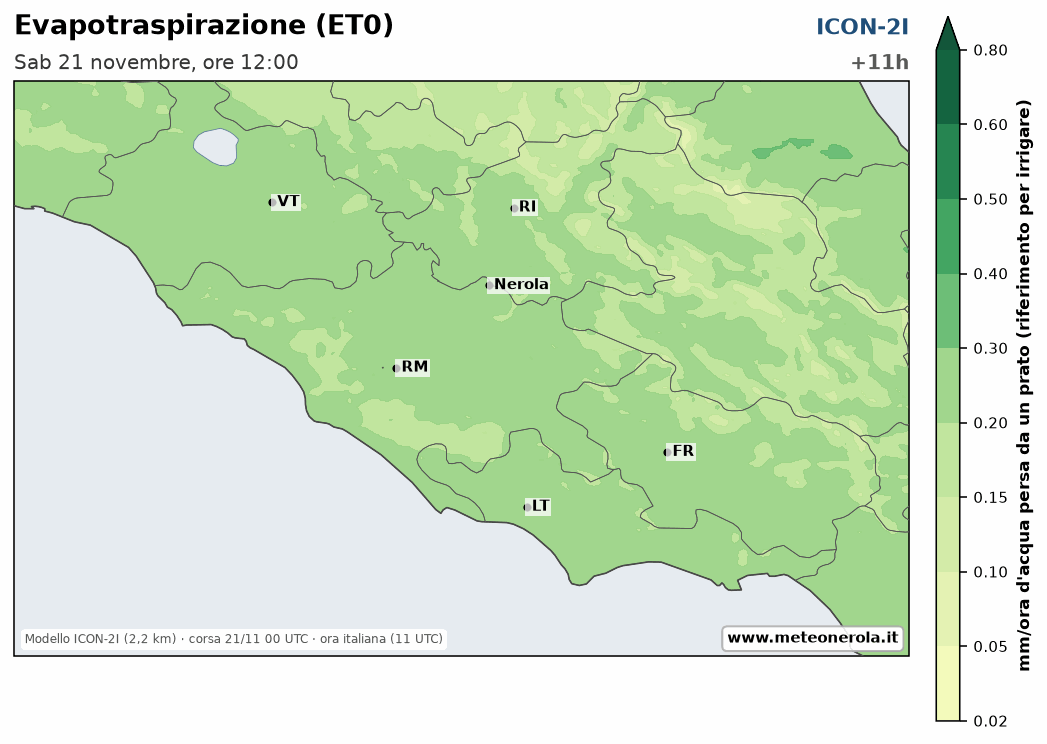 Evapotraspirazione (ET0)
ICON-2I
Sab 21 novembre, ore 12:00
+11h
VT
RI
Nerola
RM
FR
LT
Modello ICON-2I (2,2 km) · corsa 21/11 00 UTC · ora italiana (11 UTC)
www.meteonerola.it
0.80
0.60
0.50
0.40
0.30
0.20
0.15
0.10
0.05
0.02
mm/ora d'acqua persa da un prato (riferimento per irrigare)